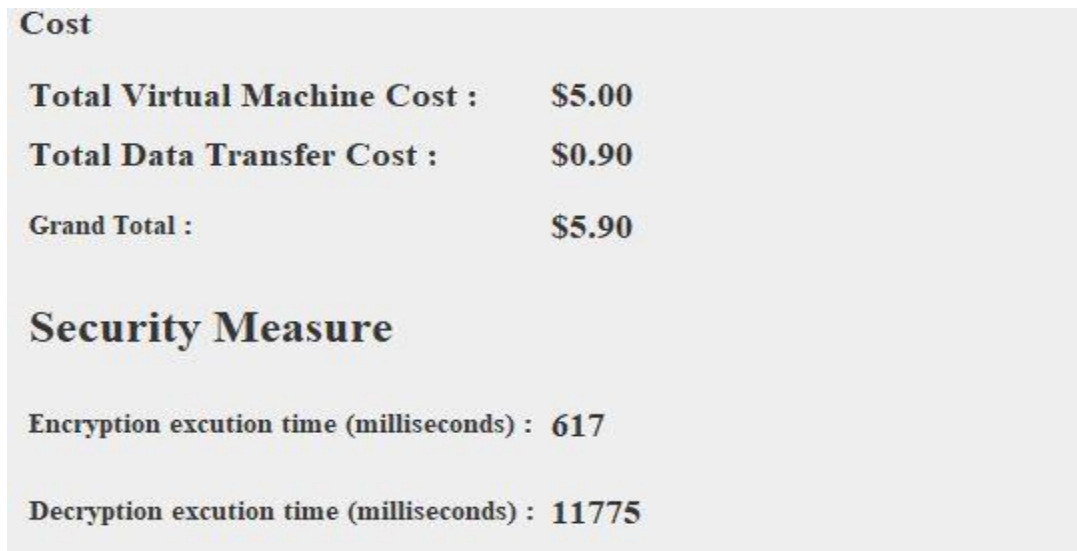 Cost
Total Virtual Machine Cost : $5.00
Total Data Transfer Cost : $0.90
Grand Total : $5.90
Security Measure
Encryption excution time (milliseconds) : 617
Decryption excution time (milliseconds) : 11775